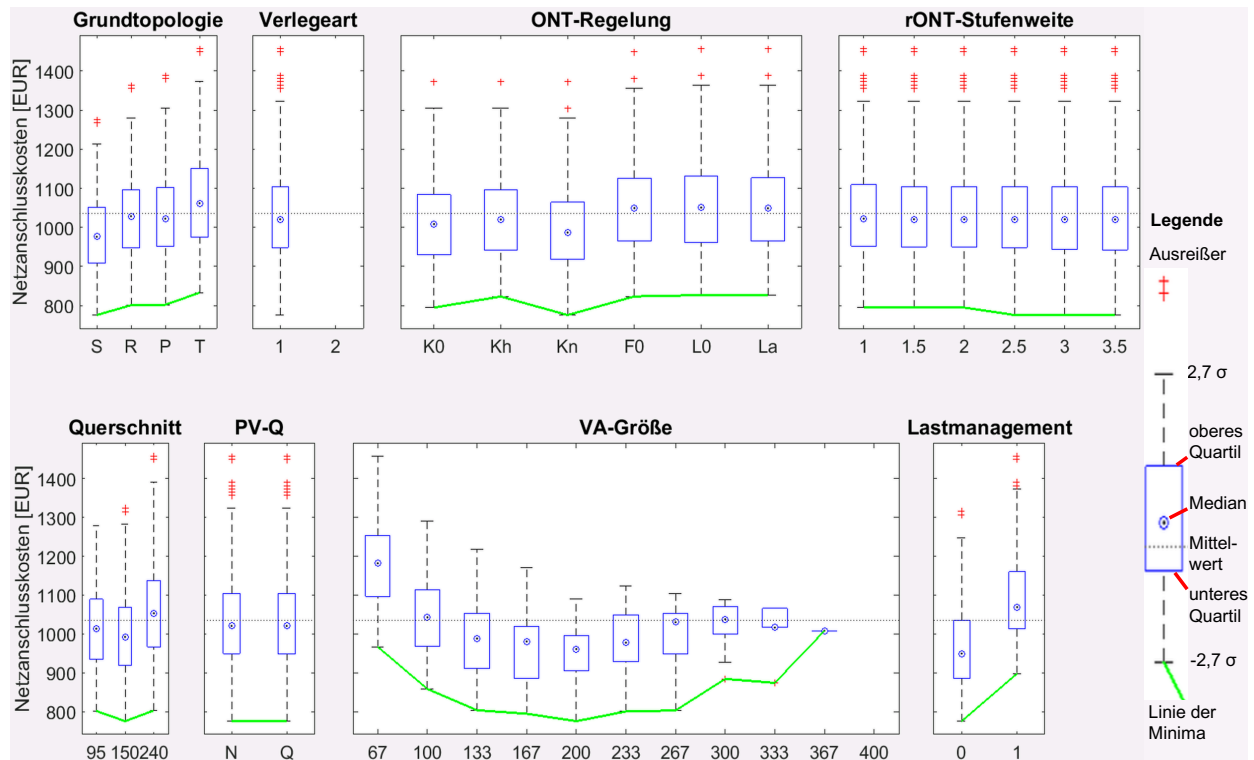 Grundtopologie
Verlegeart
ONT-Regelung
rONT-Stufenweite
Netzanschlusskosten [EUR]
1400
1300
1200
1100
1000
900
800
S R P T
1 2
K0 Kh Kn F0 L0 La
1 1.5 2 2.5 3 3.5
Querschnitt
PV-Q
VA-Größe
Lastmanagement
Netzanschlusskosten [EUR]
1400
1300
1200
1100
1000
900
800
95 150 240
N Q
67 100 133 167 200 233 267 300 333 367 400
0 1
Legende
Ausreißer
2,7 σ
oberes
Quartil
Median
Mittel-
wert
unteres
Quartil
-2,7 σ
Linie der
Minima